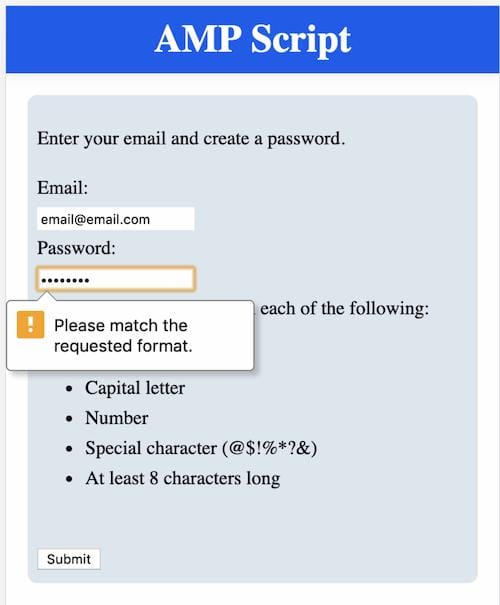 AMP Script
Enter your email and create a password.
Email:
email@email.com
Password:
••••••••
each of the following:
Please match the
requested format.
Capital letter
Number
Special character (@$!%*?&)
At least 8 characters long
Submit